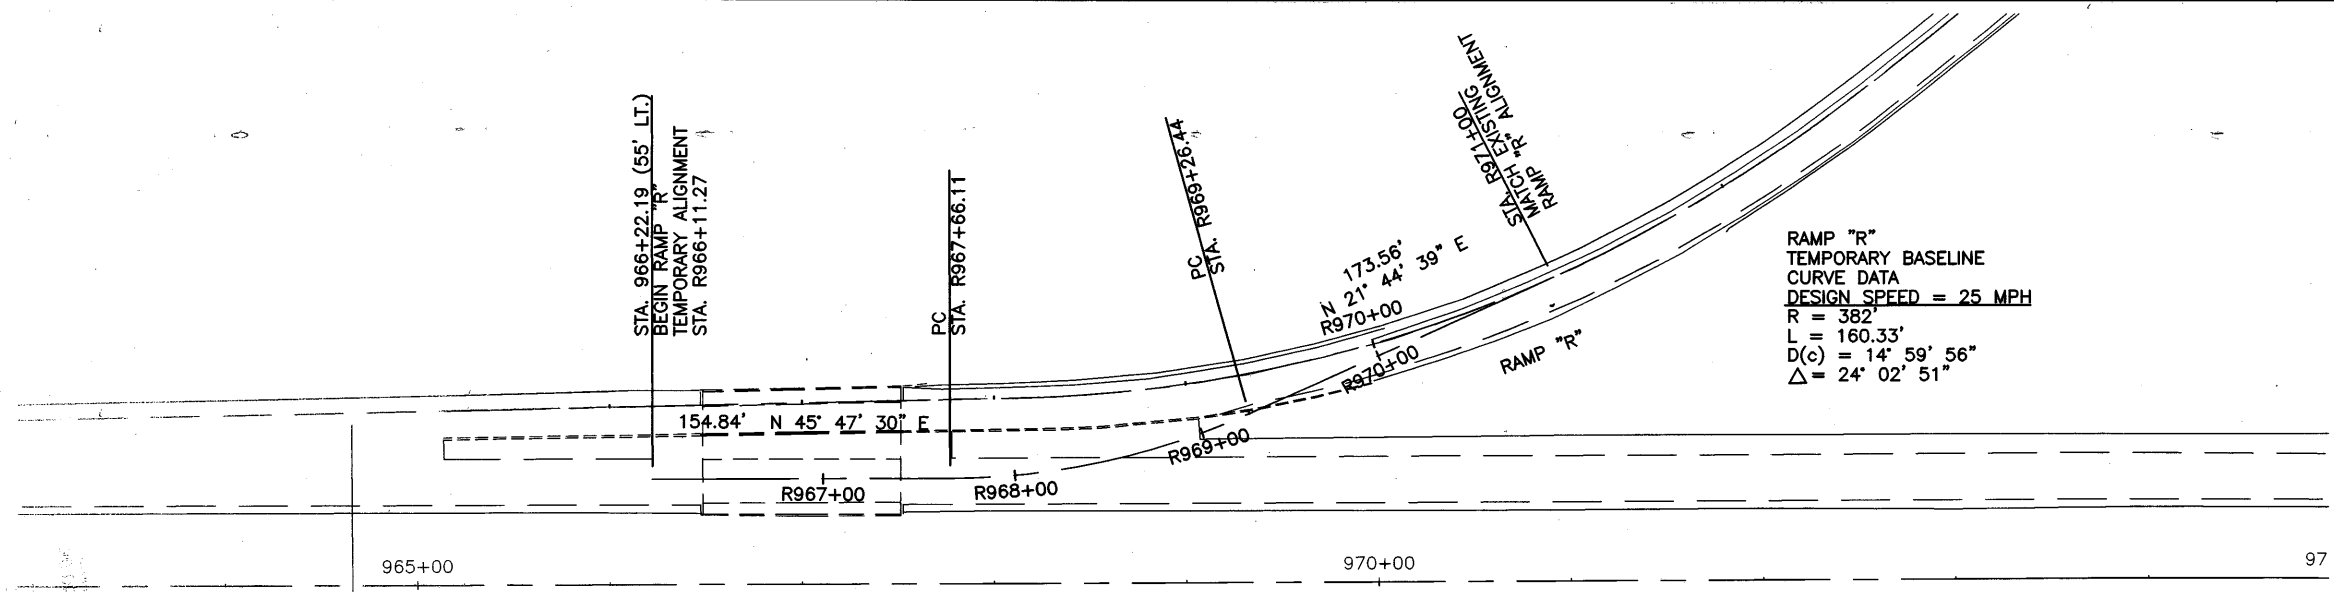 STA. 966+22.19 (55' LT.)
BEGIN RAMP "R"
TEMPORARY ALIGNMENT
STA. R966+11.27
PC
STA. R967+66.11
PC
STA. R969+26.44
STA. R971+00
MATCH EXISTING
RAMP "R" ALIGNMENT
173.56'
N 21° 44' 39" E
R970+00
R970+00
RAMP "R"
RAMP "R"
TEMPORARY BASELINE
CURVE DATA
DESIGN SPEED = 25 MPH
R = 382'
L = 160.33'
D(c) = 14° 59' 56"
△ = 24° 02' 51"
154.84' N 45° 47' 30" E
R969+00
R967+00
R968+00
965+00
970+00
97